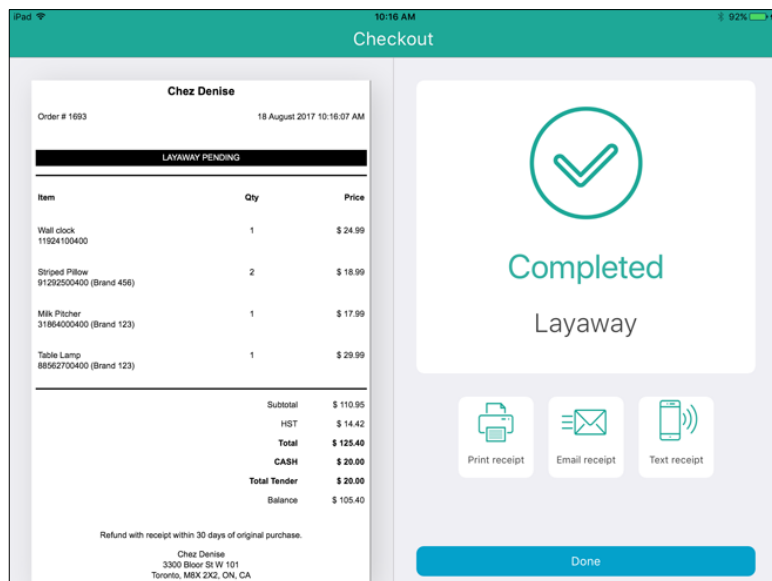 iPad 10:16 AM 92%
Checkout
Chez Denise
Order # 1693 18 August 2017 10:16:07 AM
LAYAWAY PENDING
Item Qty Price
Wall clock 1 $ 24.99
11924100400
Striped Pillow 2 $ 18.99
91292500400 (Brand 456)
Milk Pitcher 1 $ 17.99
31864000400 (Brand 123)
Table Lamp 1 $ 29.99
88562700400 (Brand 123)
Subtotal $ 110.95
HST $ 14.42
Total $ 125.40
CASH $ 20.00
Total Tender $ 20.00
Balance $ 105.40
Refund with receipt within 30 days of original purchase.
Chez Denise
3300 Bloor St W 101
Toronto, M8X 2X2, ON, CA
Completed
Layaway
Print receipt Email receipt Text receipt
Done